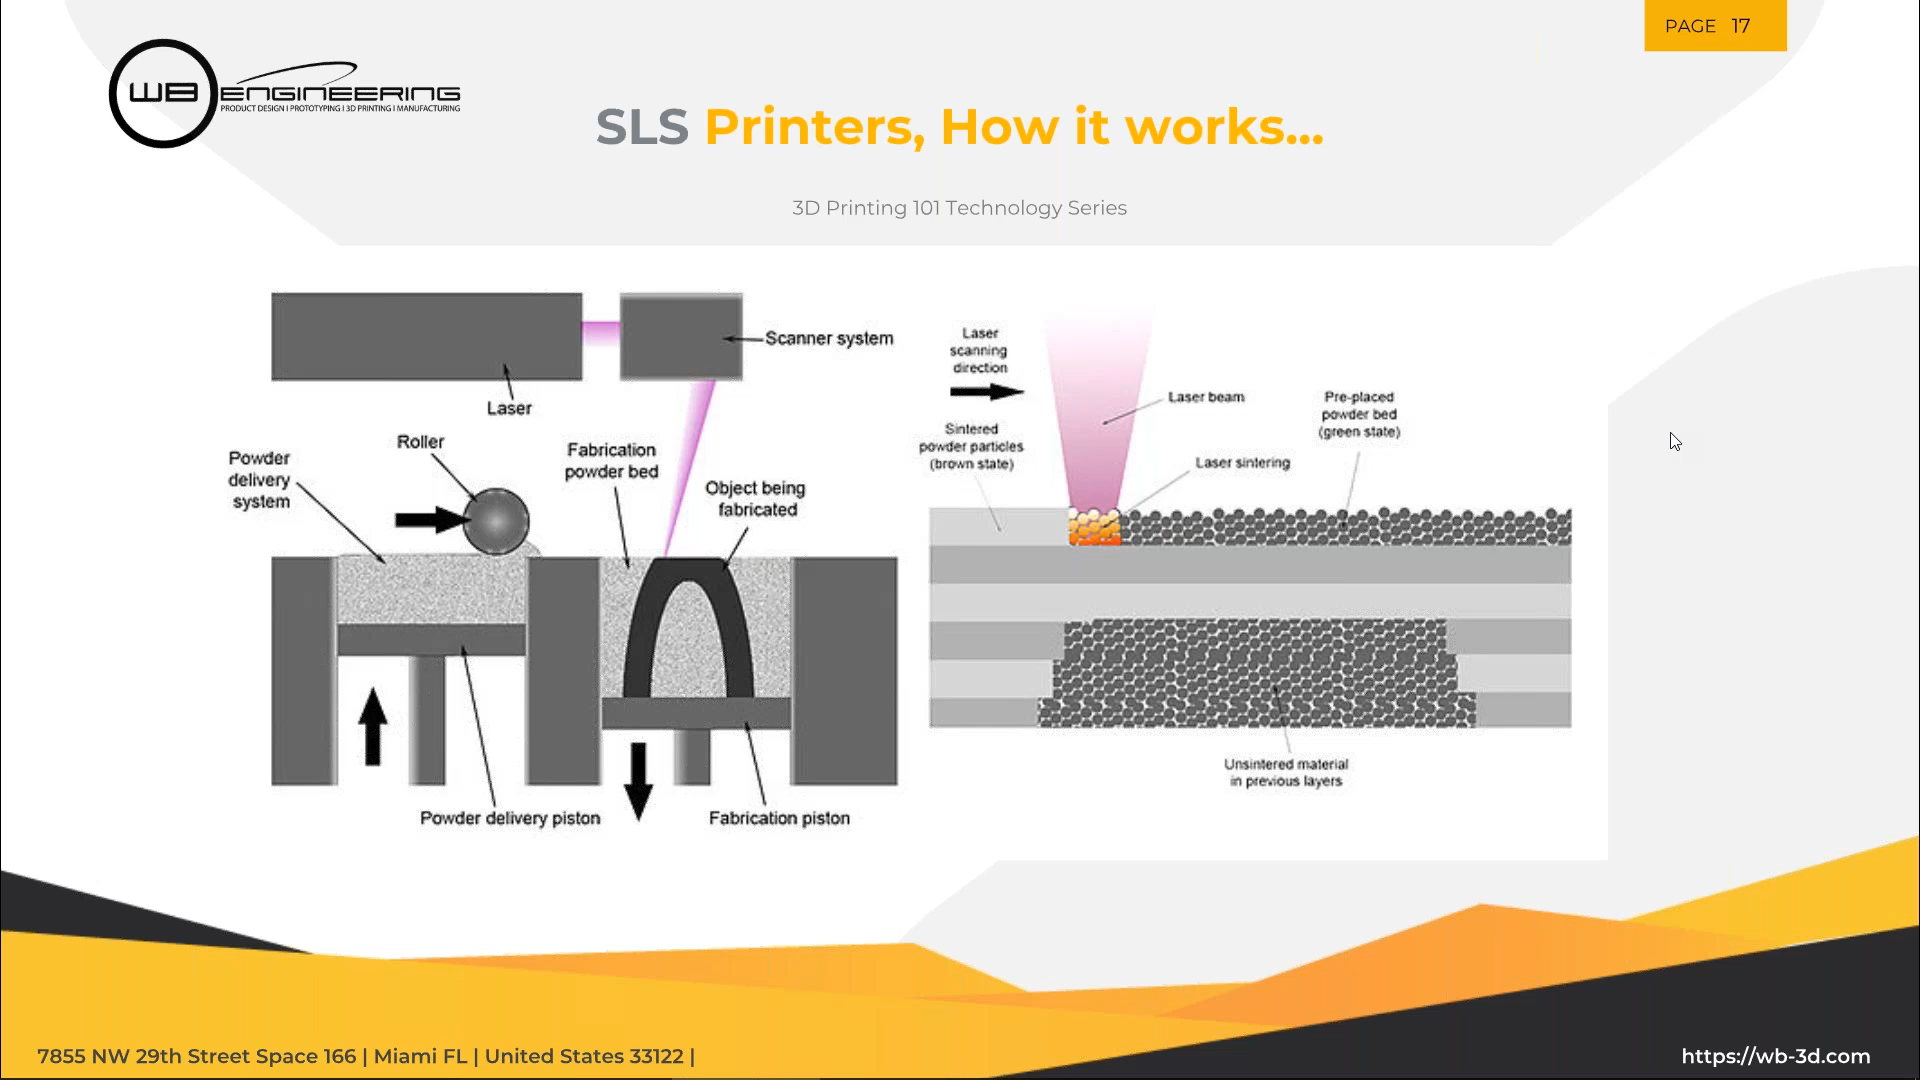 PAGE 17
WB ENGINEERING
PRODUCT DESIGN I PROTOTYPING I 3D PRINTING I MANUFACTURING
SLS Printers, How it works...
3D Printing 101 Technology Series
Scanner system
Laser
Roller
Powder
delivery
system
Fabrication
powder bed
Object being
fabricated
Powder delivery piston
Fabrication piston
Laser
scanning
direction
Laser beam
Pre-placed
powder bed
(green state)
Sintered
powder particles
(brown state)
Laser sintering
Unsintered material
in previous layers
7855 NW 29th Street Space 166 | Miami FL | United States 33122 |
https://wb-3d.com